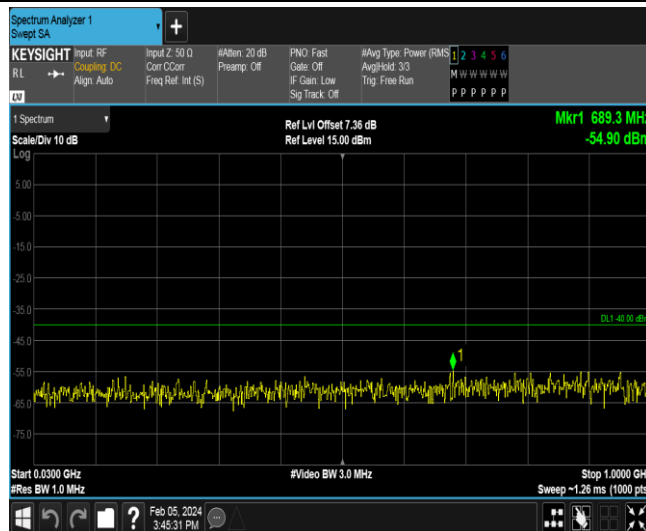 Spectrum Analyzer 1
Swept SA
+
KEYSIGHT
RL
Input: RF
Coupling: DC
Align: Auto
Input Z: 50 Ω
Corr CCorr
Freq Ref: Int (S)
#Atten: 20 dB
Preamp: Off
PNO: Fast
Gate: Off
IF Gain: Low
Sig Track: Off
#Avg Type: Power (RMS
Avg|Hold: 3/3
Trig: Free Run
1 2 3 4 5 6
M W W W W W
P P P P P P
1 Spectrum
Scale/Div 10 dB
Ref Lvl Offset 7.36 dB
Ref Level 15.00 dBm
Mkr1 689.3 MHz
-54.90 dBm
Log
5.00
-5.00
-15.0
-25.0
-35.0
DL1 -40.00 dBm
-45.0
1
-55.0
-65.0
-75.0
Start 0.0300 GHz
#Video BW 3.0 MHz
Stop 1.0000 GH
#Res BW 1.0 MHz
Sweep ~1.26 ms (1000 pts
?
Feb 05, 2024
3:45:31 PM